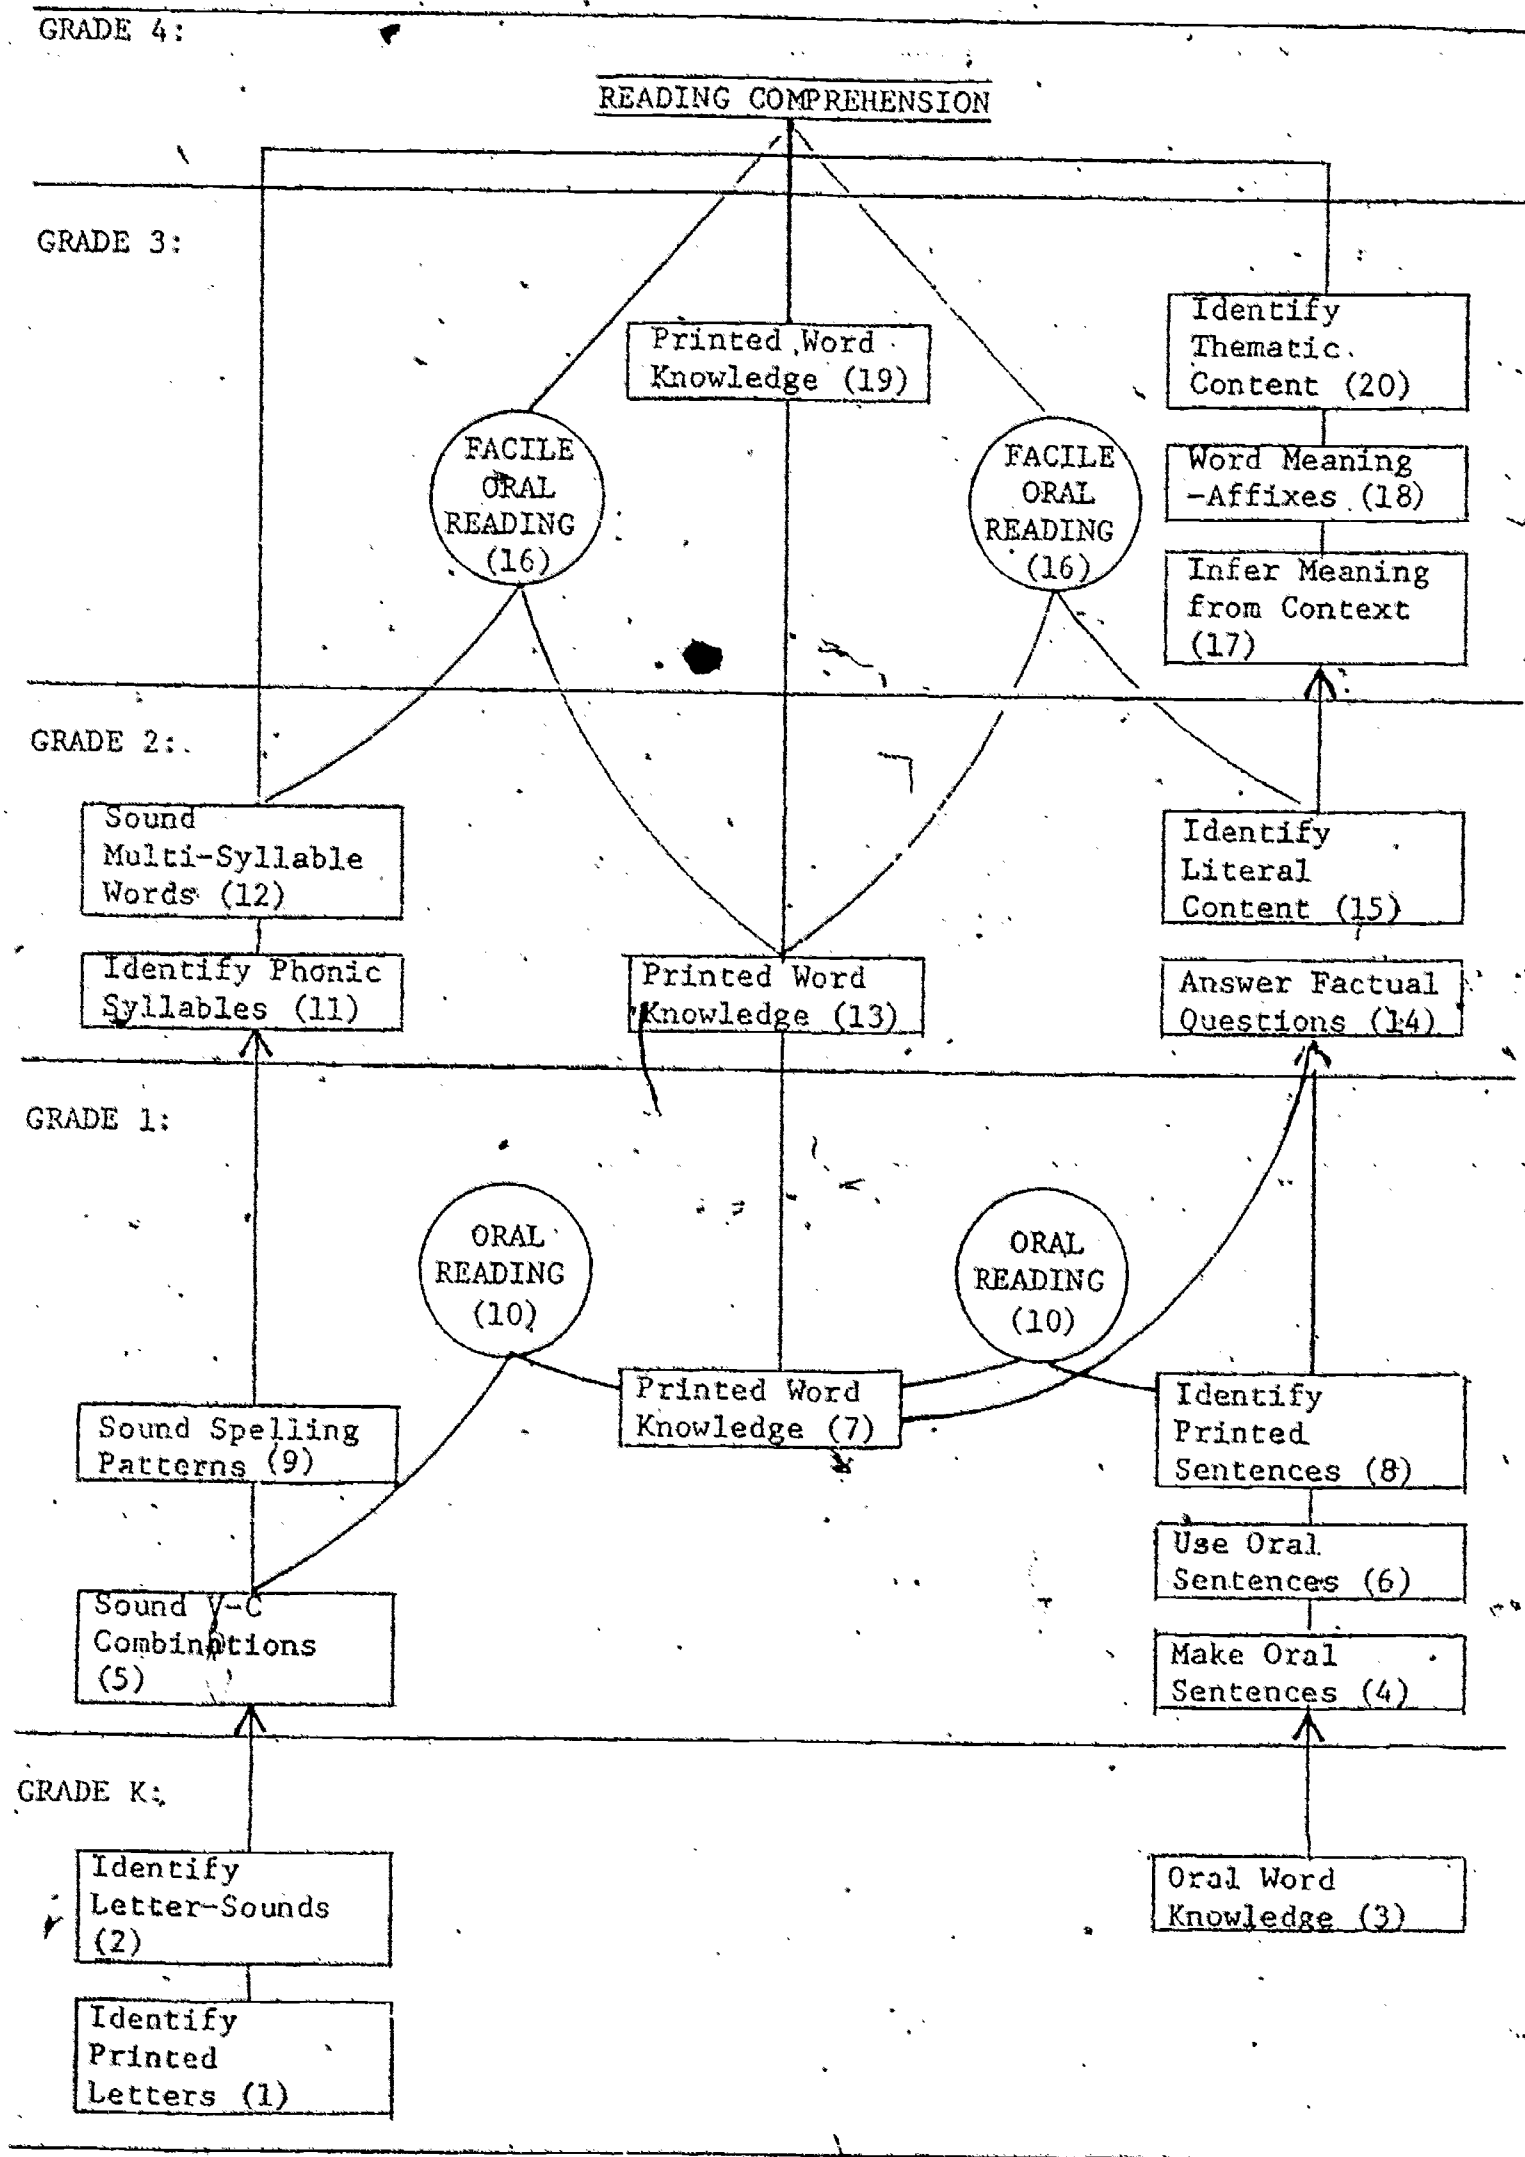 GRADE 4:
READING COMPREHENSION
GRADE 3:
Printed Word
Knowledge (19)
Identify
Thematic
Content (20)
FACILE
ORAL
READING
(16)
FACILE
ORAL
READING
(16)
Word Meaning
-Affixes (18)
Infer Meaning
from Context
(17)
GRADE 2:
Sound
Multi-Syllable
Words (12)
Identify
Literal
Content (15)
Identify Phonic
Syllables (11)
Printed Word
Knowledge (13)
Answer Factual
Questions (14)
GRADE 1:
ORAL
READING
(10)
ORAL
READING
(10)
Printed Word
Knowledge (7)
Identify
Printed
Sentences (8)
Sound Spelling
Patterns (9)
Use Oral
Sentences (6)
Sound V-C
Combinations
(5)
Make Oral
Sentences (4)
GRADE K:
Identify
Letter-Sounds
(2)
Oral Word
Knowledge (3)
Identify
Printed
Letters (1)